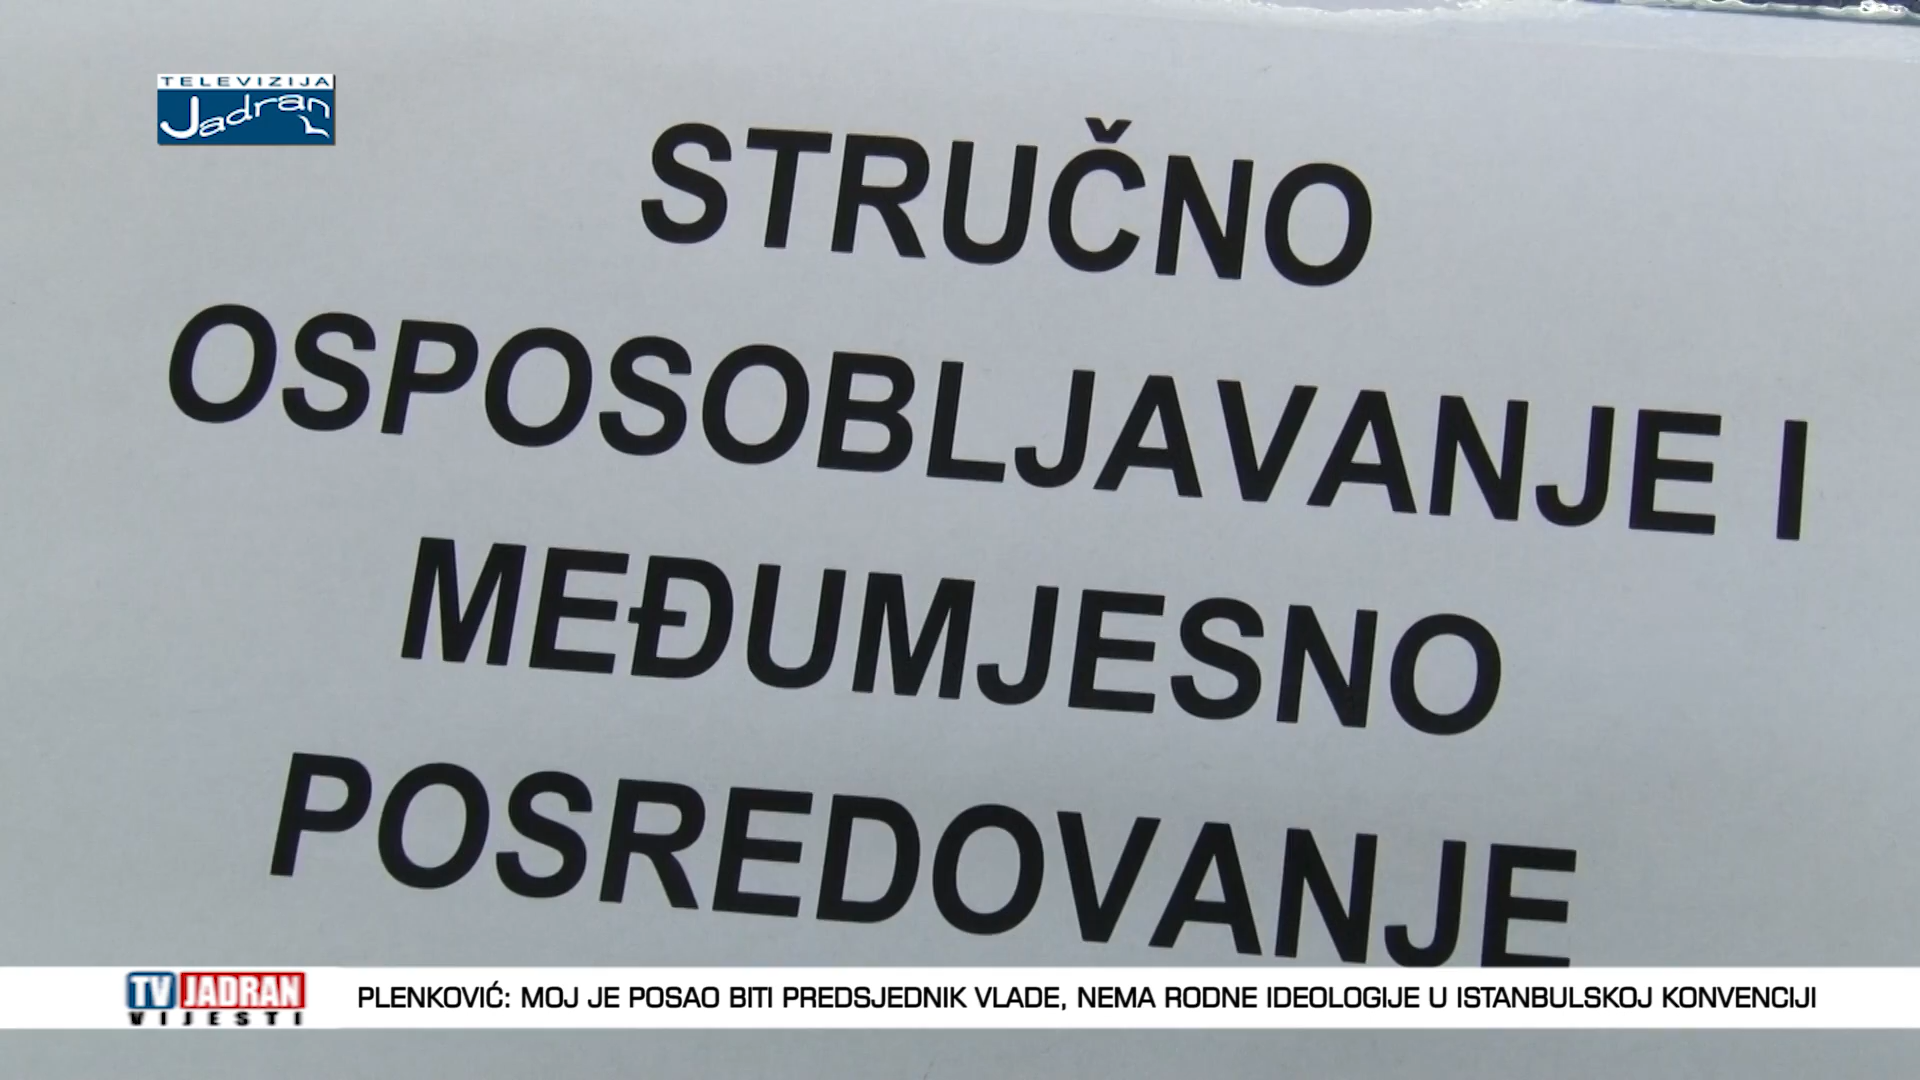 TELEVIZIJA
Jadran
STRUČNO
OSPOSOBLJAVANJE I
MEĐUMJESNO
POSREDOVANJE
TV JADRAN
VIJESTI
PLENKOVIĆ: MOJ JE POSAO BITI PREDSJEDNIK VLADE, NEMA RODNE IDEOLOGIJE U ISTANBULSKOJ KONVENCIJI